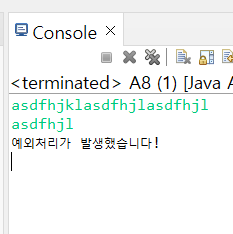 Console
<terminated> A8 (1) [Java A
asdfhjklasdfhjlasdfhjl
asdfhjl
예외처리가 발생했습니다!